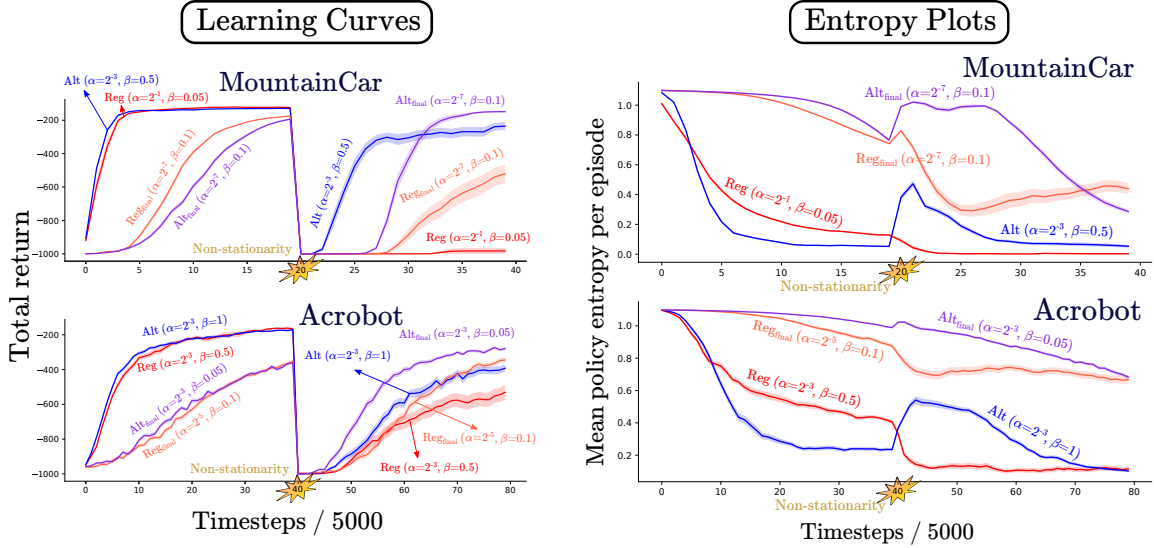 Learning Curves
Entropy Plots
Total return
MountainCar
Alt (α=2⁻³, β=0.5)
Reg (α=2⁻¹, β=0.05)
Reg_final (α=2⁻⁷, β=0.1)
Alt_final (α=2⁻⁷, β=0.1)
Alt (α=2⁻³, β=0.5)
Alt_final (α=2⁻⁷, β=0.1)
Reg_final (α=2⁻⁷, β=0.1)
Reg (α=2⁻¹, β=0.05)
Non-stationarity
−200
−400
−600
−800
−1000
0 5 10 15 20 25 30 35 40
Acrobot
Alt (α=2⁻³, β=1)
Reg (α=2⁻³, β=0.5)
Alt_final (α=2⁻³, β=0.05)
Reg_final (α=2⁻³, β=0.1)
Alt_final (α=2⁻³, β=0.05)
Alt (α=2⁻³, β=1)
Reg_final (α=2⁻⁵, β=0.1)
Reg (α=2⁻³, β=0.5)
Non-stationarity
−200
−400
−600
−800
−1000
0 10 20 30 40 50 60 70 80
Timesteps / 5000
Mean policy entropy per episode
MountainCar
Alt_final (α=2⁻⁷, β=0.1)
Reg_final (α=2⁻⁷, β=0.1)
Reg (α=2⁻¹, β=0.05)
Alt (α=2⁻³, β=0.5)
1.0
0.8
0.6
0.4
0.2
0.0
0 5 10 15 20 25 30 35 40
Non-stationarity
Acrobot
Alt_final (α=2⁻³, β=0.05)
Reg_final (α=2⁻⁵, β=0.1)
Reg (α=2⁻³, β=0.5)
Alt (α=2⁻³, β=1)
1.0
0.8
0.6
0.4
0.2
0 10 20 30 40 50 60 70 80
Non-stationarity
Timesteps / 5000